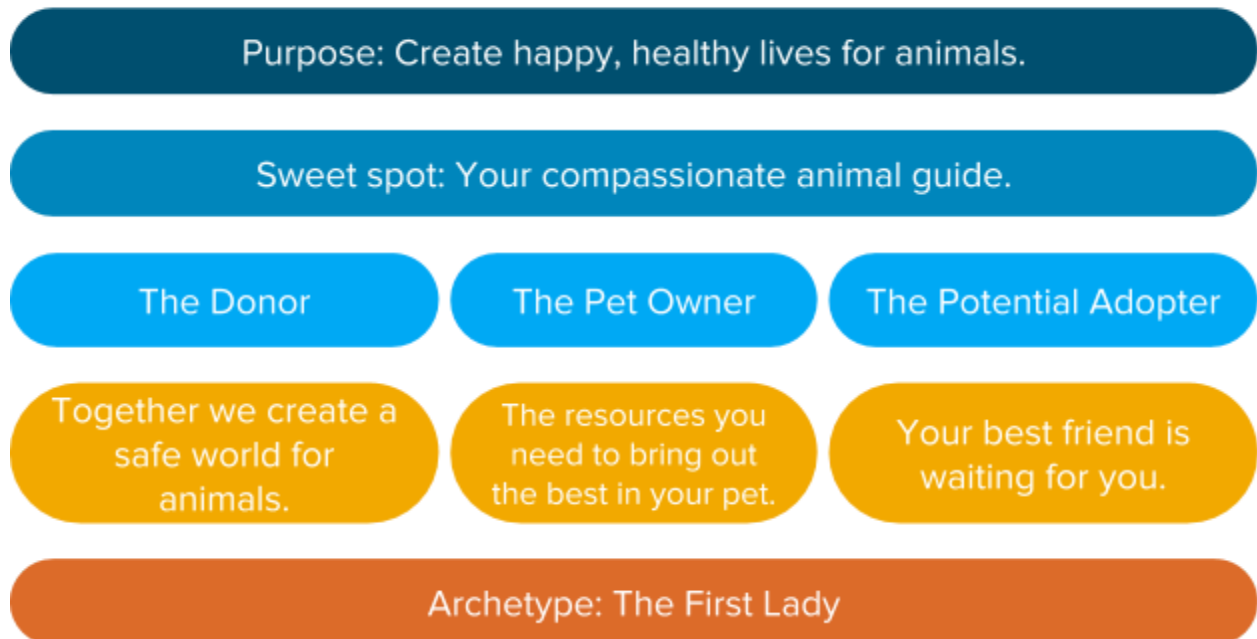 Purpose: Create happy, healthy lives for animals.
Sweet spot: Your compassionate animal guide.
The Donor
The Pet Owner
The Potential Adopter
Together we create a
safe world for
animals.
The resources you
need to bring out
the best in your pet.
Your best friend is
waiting for you.
Archetype: The First Lady